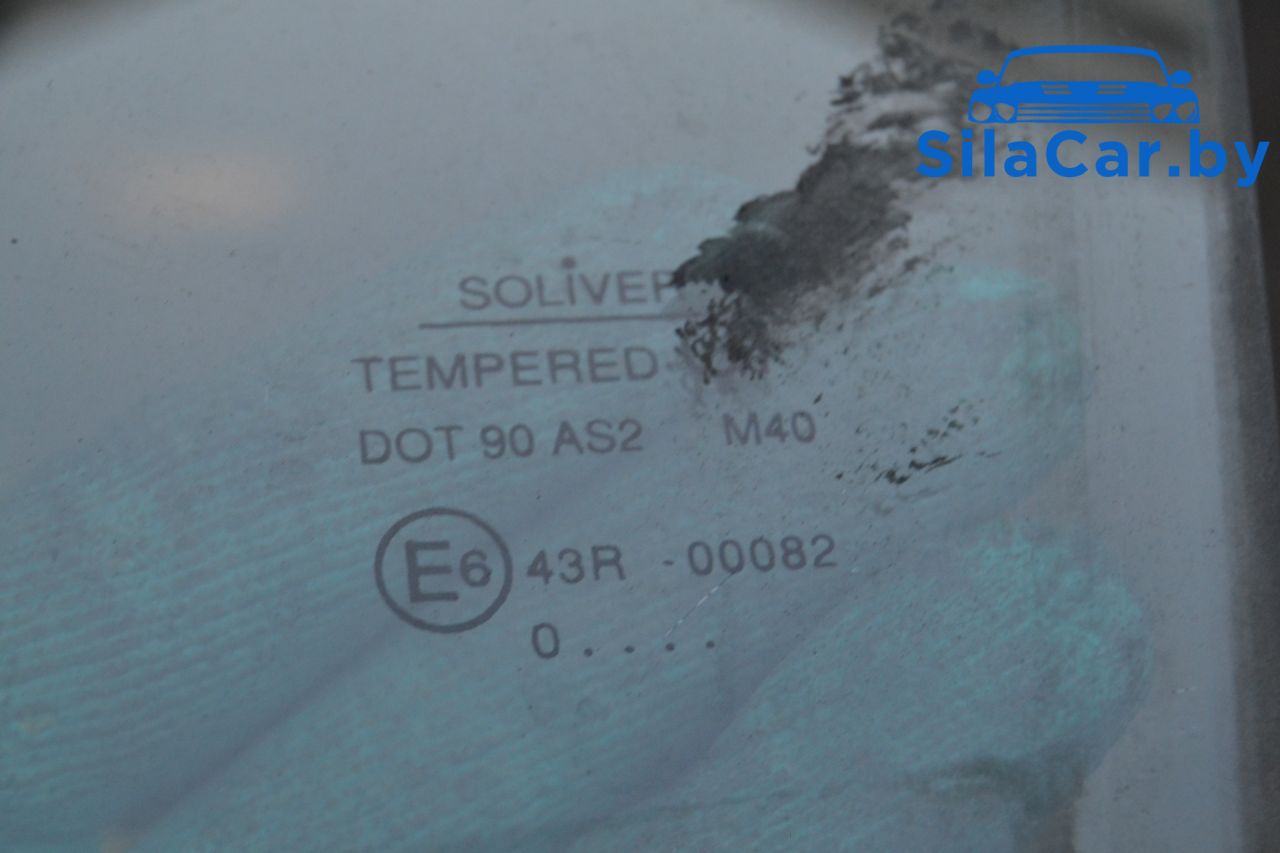 SilaCar.by
SOLIVER
TEMPERED
DOT 90 AS2 M40
E6 43R -00082
0....